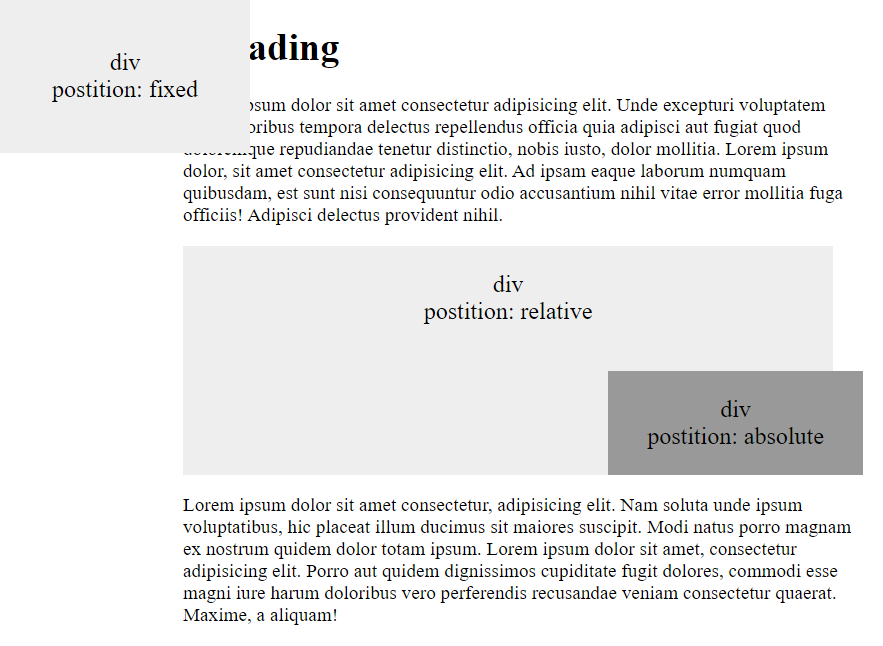 div
postition: fixed
ading
sum dolor sit amet consectetur adipisicing elit. Unde excepturi voluptatem
oribus tempora delectus repellendus officia quia adipisci aut fugiat quod
doloremque repudiandae tenetur distinctio, nobis iusto, dolor mollitia. Lorem ipsum
dolor, sit amet consectetur adipisicing elit. Ad ipsam eaque laborum numquam
quibusdam, est sunt nisi consequuntur odio accusantium nihil vitae error mollitia fuga
officiis! Adipisci delectus provident nihil.
div
postition: relative
div
postition: absolute
Lorem ipsum dolor sit amet consectetur, adipisicing elit. Nam soluta unde ipsum
voluptatibus, hic placeat illum ducimus sit maiores suscipit. Modi natus porro magnam
ex nostrum quidem dolor totam ipsum. Lorem ipsum dolor sit amet, consectetur
adipisicing elit. Porro aut quidem dignissimos cupiditate fugit dolores, commodi esse
magni iure harum doloribus vero perferendis recusandae veniam consectetur quaerat.
Maxime, a aliquam!